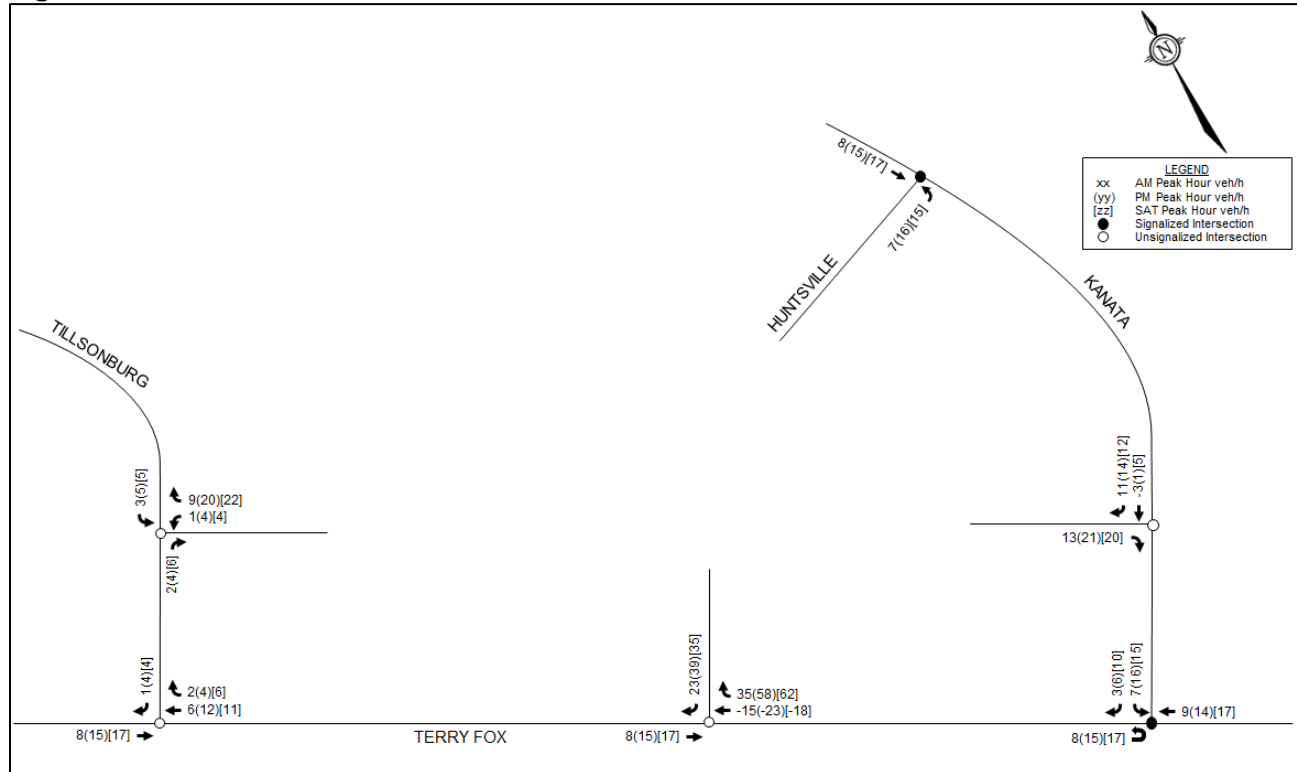 N
8(15)[17]
LEGEND
xx AM Peak Hour veh/h
(yy) PM Peak Hour veh/h
[zz] SAT Peak Hour veh/h
Signalized Intersection
Unsignalized Intersection
7(16)[15]
HUNTSVILLE
KANATA
TILLSONBURG
3(5)[5]
9(20)[22]
1(4)[4]
2(4)[6]
11(14)[12]
-3(1)[5]
13(21)[20]
1(4)[4]
2(4)[6]
6(12)[11]
8(15)[17]
TERRY FOX
23(39)[35]
35(58)[62]
-15(-23)[-18]
8(15)[17]
3(6)[10]
7(16)[15]
9(14)[17]
8(15)[17]